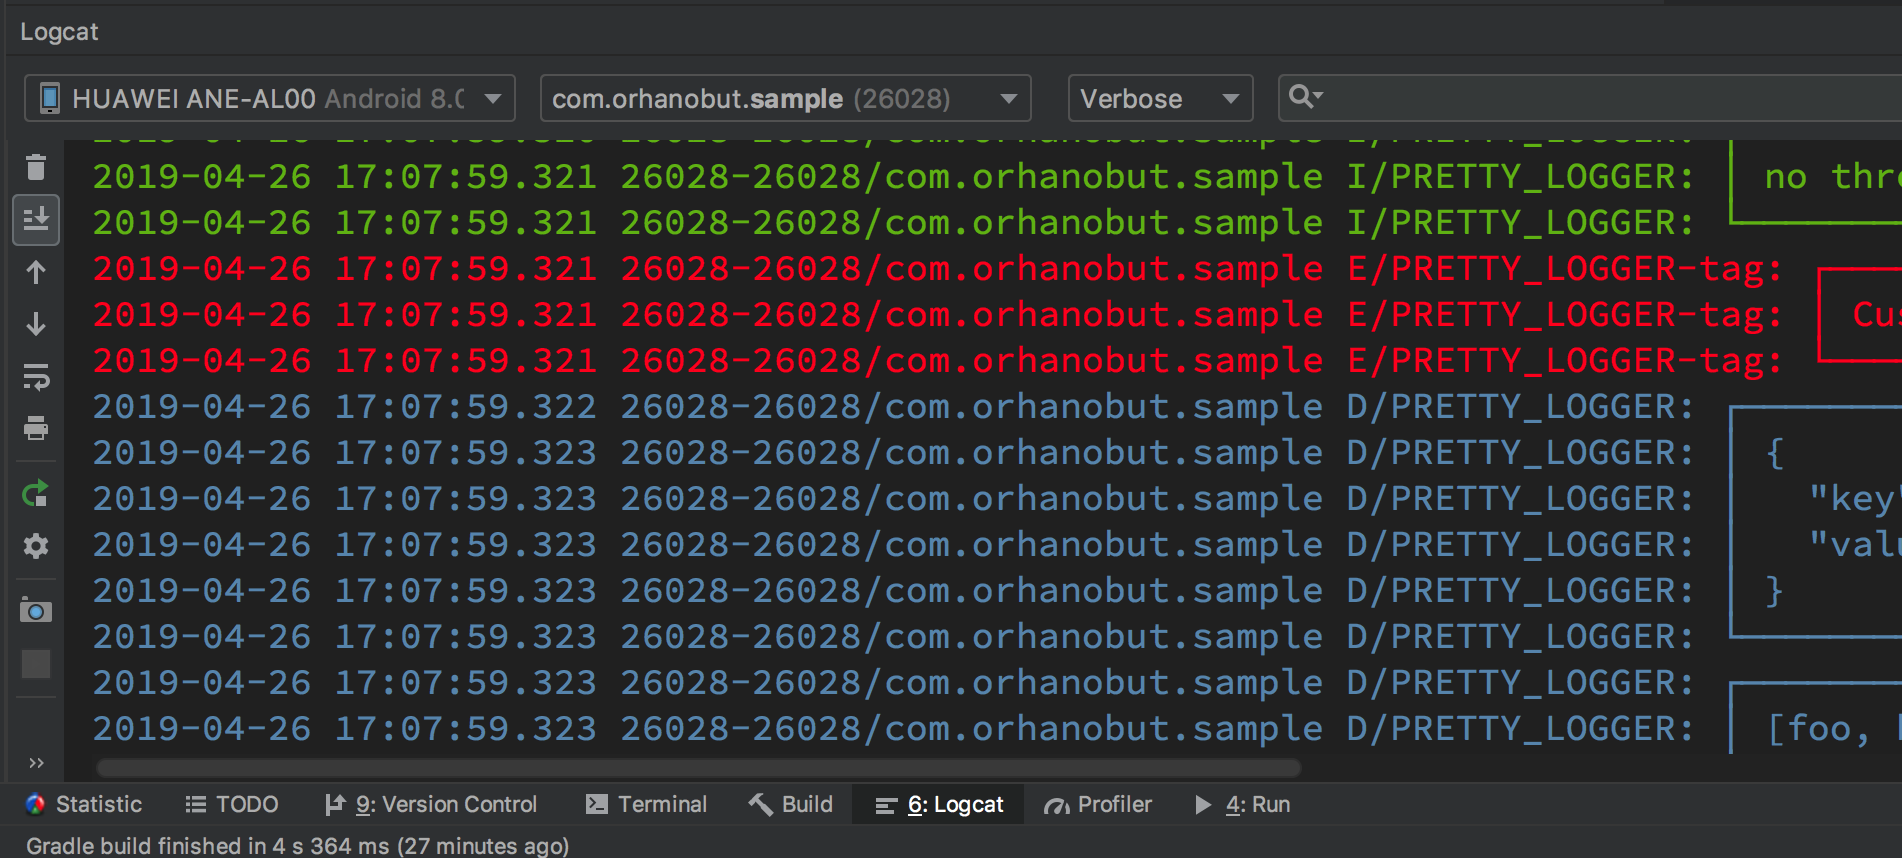 Logcat
HUAWEI ANE-AL00 Android 8.0
com.orhanobut.sample (26028)
Verbose
2019-04-26 17:07:59.321 26028-26028/com.orhanobut.sample I/PRETTY_LOGGER: │ no
2019-04-26 17:07:59.321 26028-26028/com.orhanobut.sample I/PRETTY_LOGGER:
2019-04-26 17:07:59.321 26028-26028/com.orhanobut.sample E/PRETTY_LOGGER-tag:
2019-04-26 17:07:59.321 26028-26028/com.orhanobut.sample E/PRETTY_LOGGER-tag: │ Cus
2019-04-26 17:07:59.321 26028-26028/com.orhanobut.sample E/PRETTY_LOGGER-tag:
2019-04-26 17:07:59.322 26028-26028/com.orhanobut.sample D/PRETTY_LOGGER:
2019-04-26 17:07:59.323 26028-26028/com.orhanobut.sample D/PRETTY_LOGGER: │ {
2019-04-26 17:07:59.323 26028-26028/com.orhanobut.sample D/PRETTY_LOGGER: │ "key"
2019-04-26 17:07:59.323 26028-26028/com.orhanobut.sample D/PRETTY_LOGGER: │ "valu
2019-04-26 17:07:59.323 26028-26028/com.orhanobut.sample D/PRETTY_LOGGER: │ }
2019-04-26 17:07:59.323 26028-26028/com.orhanobut.sample D/PRETTY_LOGGER:
2019-04-26 17:07:59.323 26028-26028/com.orhanobut.sample D/PRETTY_LOGGER:
2019-04-26 17:07:59.323 26028-26028/com.orhanobut.sample D/PRETTY_LOGGER: │ [foo,
Statistic TODO 9: Version Control Terminal Build 6: Logcat Profiler 4: Run
Gradle build finished in 4 s 364 ms (27 minutes ago)